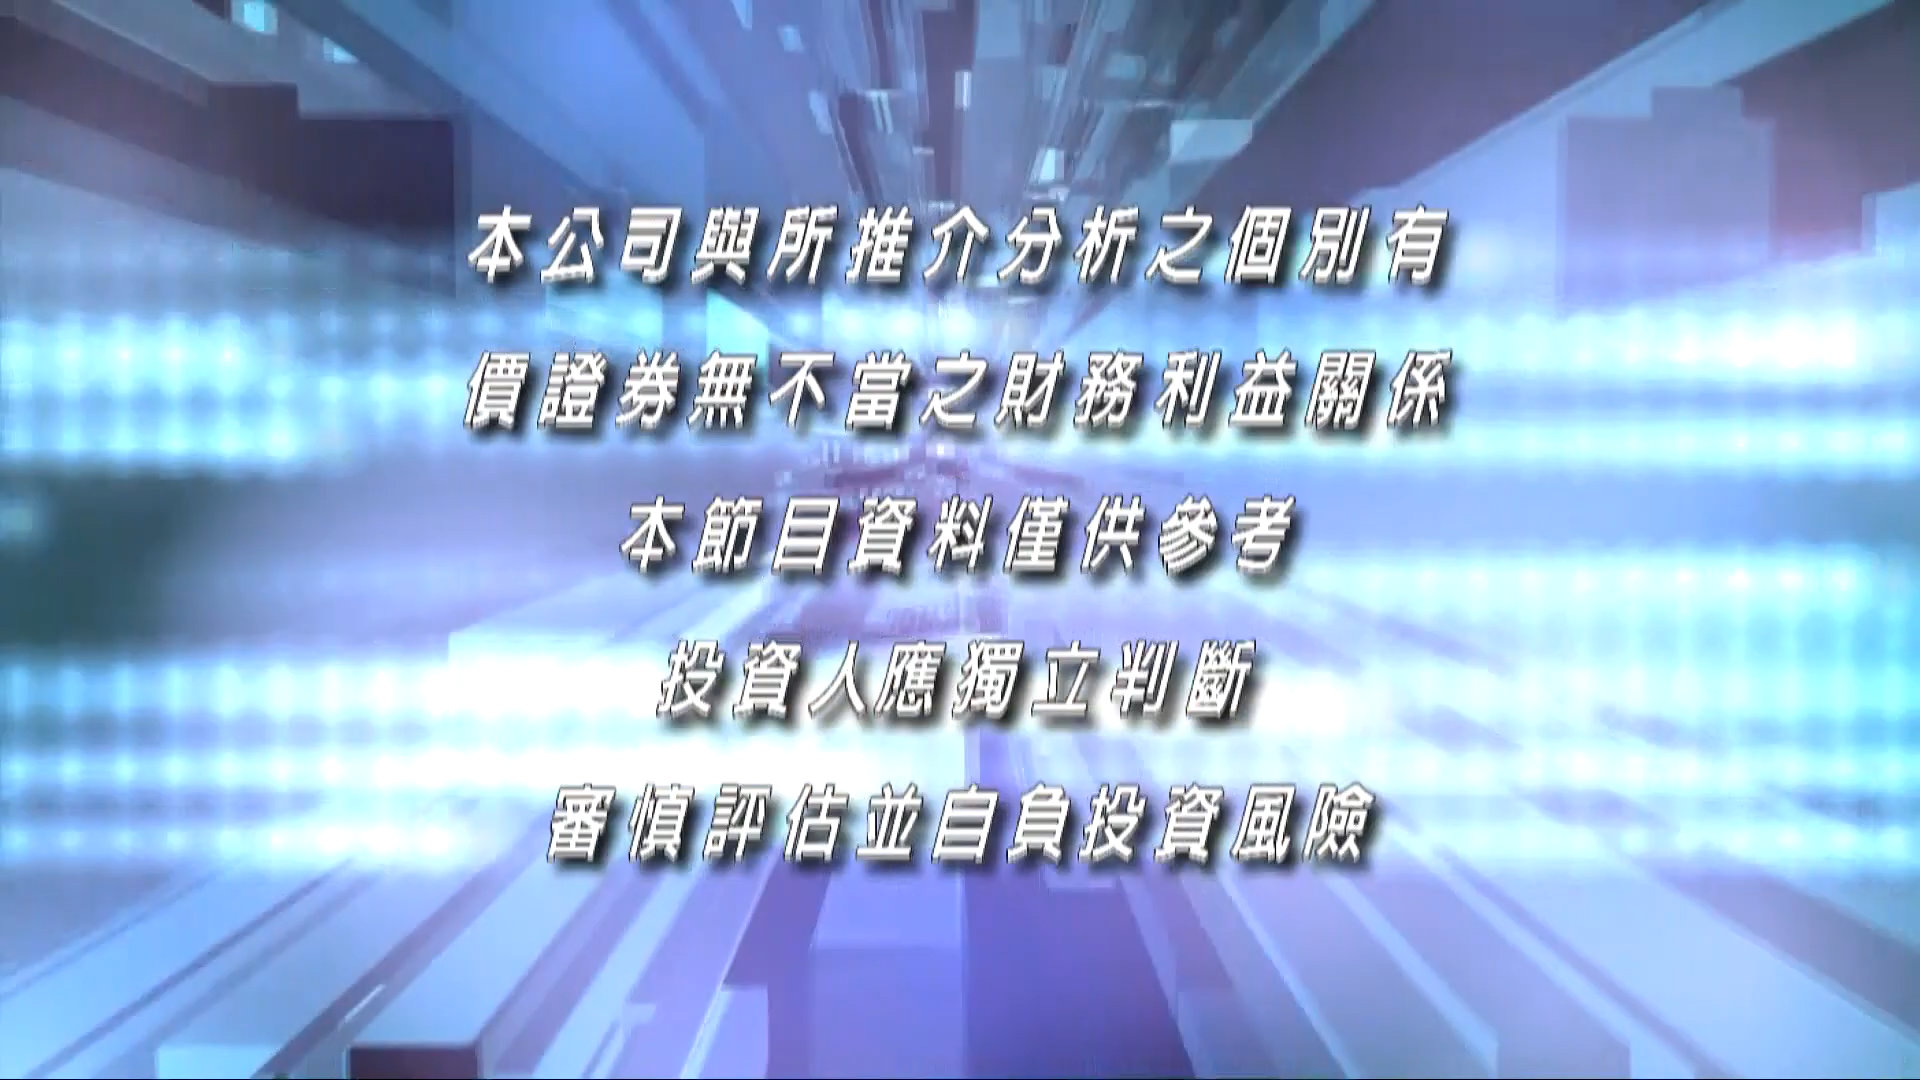 本公司與所推介分析之個別有
價證券無不當之財務利益關係
本節目資料僅供參考
投資人應獨立判斷
審慎評估並自負投資風險